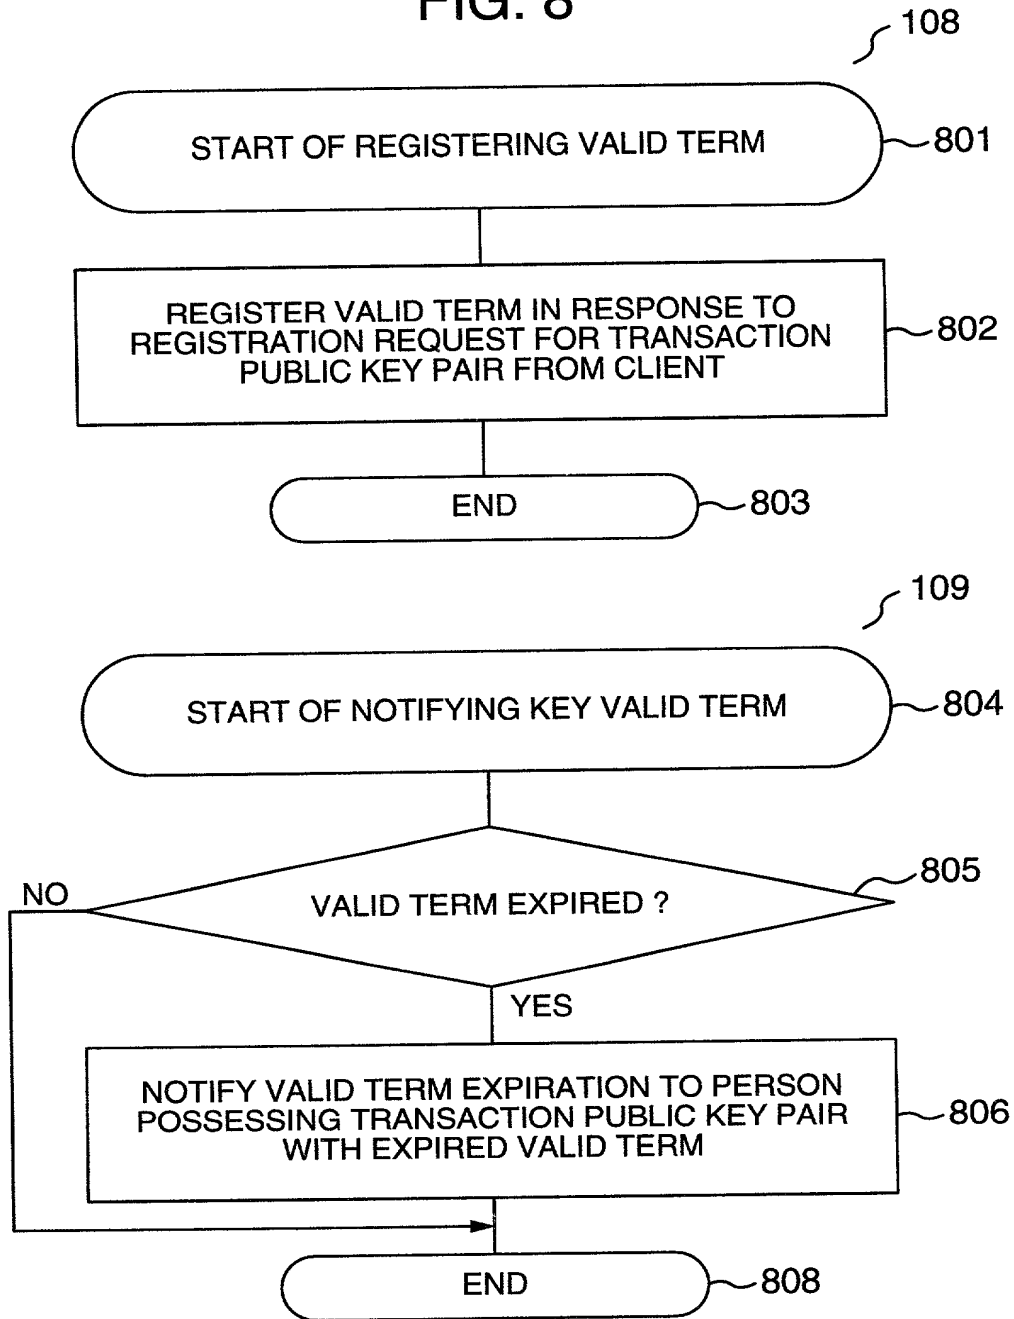 FIG. 8
108
START OF REGISTERING VALID TERM
801
REGISTER VALID TERM IN RESPONSE TO
REGISTRATION REQUEST FOR TRANSACTION
PUBLIC KEY PAIR FROM CLIENT
802
END
803
109
START OF NOTIFYING KEY VALID TERM
804
VALID TERM EXPIRED ?
805
NO
YES
NOTIFY VALID TERM EXPIRATION TO PERSON
POSSESSING TRANSACTION PUBLIC KEY PAIR
WITH EXPIRED VALID TERM
806
END
808